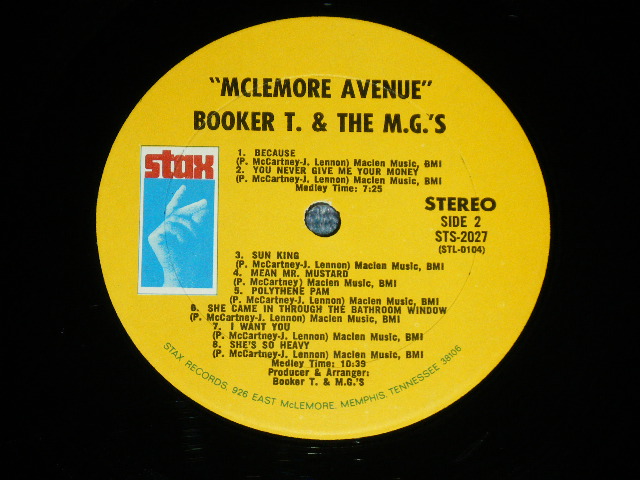 "MCLEMORE AVENUE"
BOOKER T. & THE M.G.'S
stax
1. BECAUSE
(P. McCartney-J. Lennon) Maclen Music, BMI
2. YOU NEVER GIVE ME YOUR MONEY
(P. McCartney-J. Lennon) Maclen Music, BMI
Medley Time: 7:25
STEREO
SIDE 2
STS-2027
(STL-0104)
3. SUN KING
(P. McCartney-J. Lennon) Maclen Music, BMI
4. MEAN MR. MUSTARD
(P. McCartney) Maclen Music, BMI
5. POLYTHENE PAM
(P. McCartney-J. Lennon) Maclen Music, BMI
6. SHE CAME IN THROUGH THE BATHROOM WINDOW
(P. McCartney-J. Lennon) Maclen Music, BMI
7. I WANT YOU
(P. McCartney-J. Lennon) Maclen Music, BMI
8. SHE'S SO HEAVY
(P. McCartney-J. Lennon) Maclen Music, BMI
Medley Time: 10:39
Producer & Arranger:
Booker T. & M.G.'S
STAX RECORDS, 926 EAST McLEMORE, MEMPHIS, TENNESSEE 38106